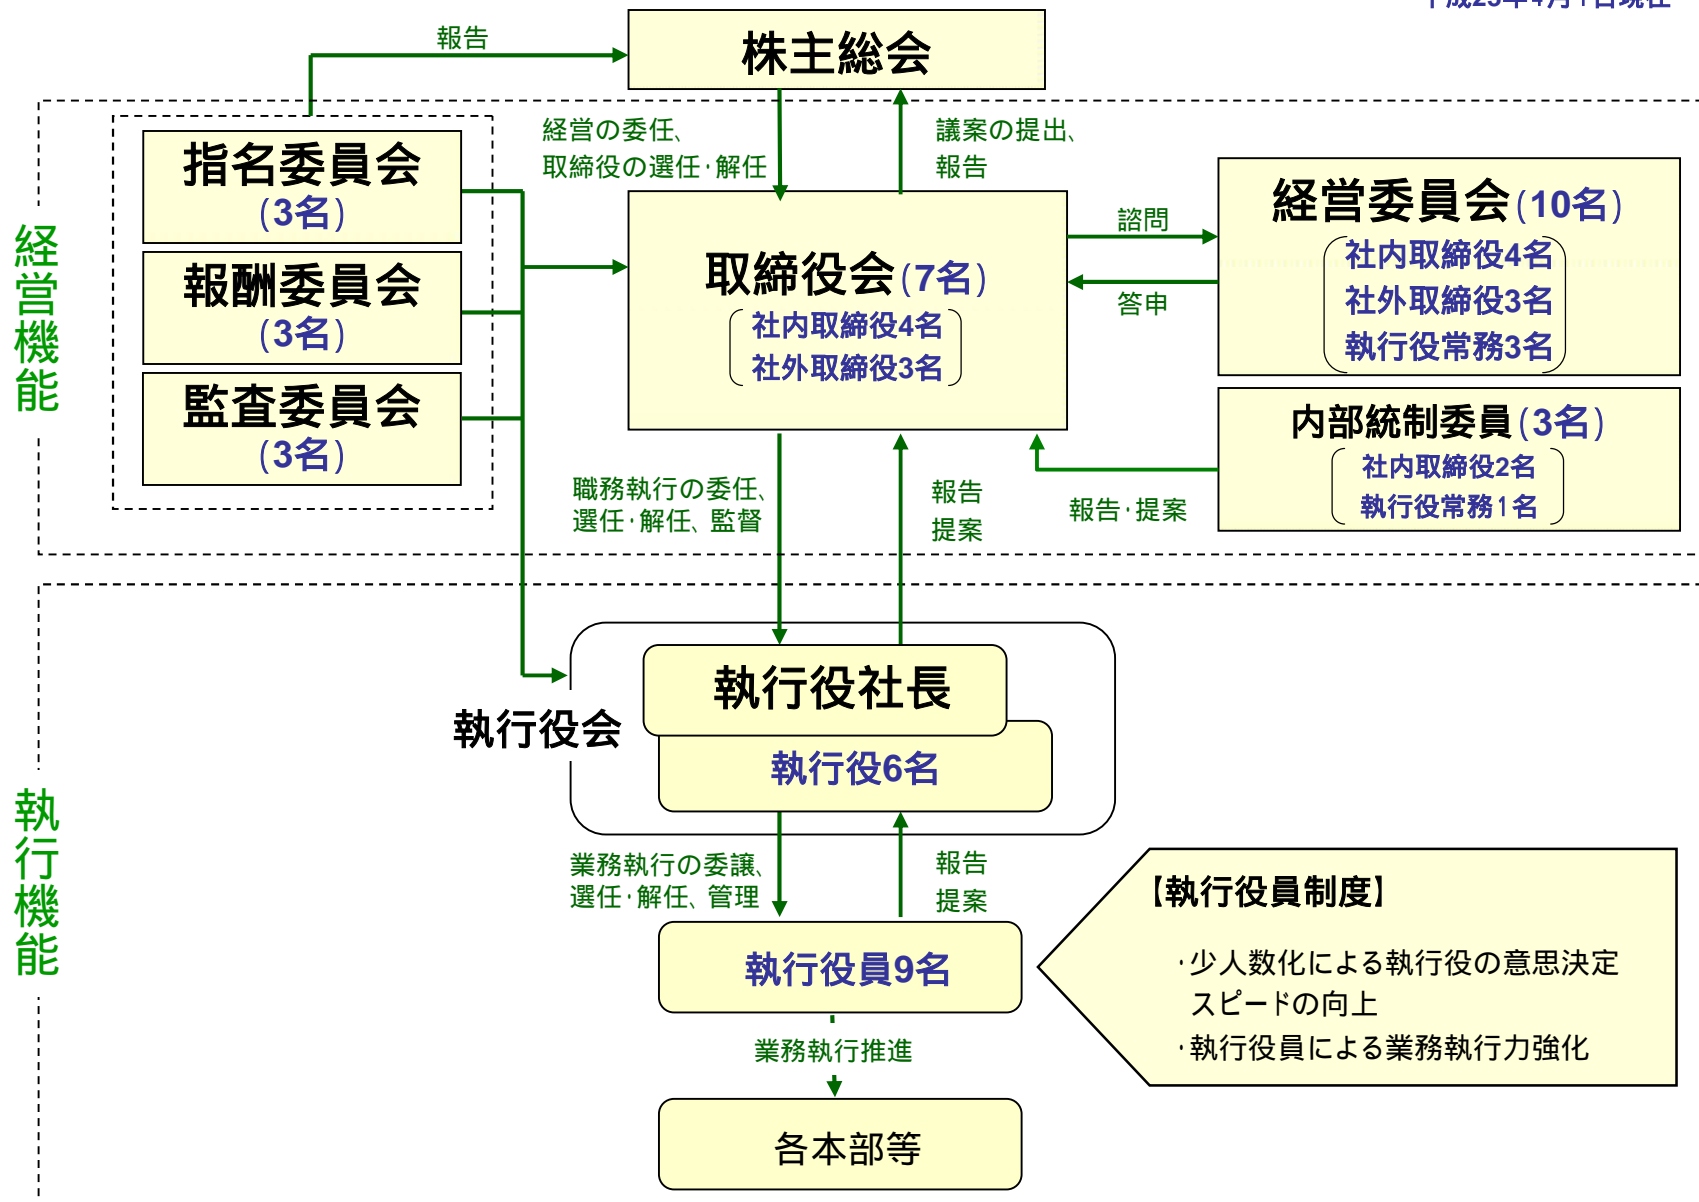 平成25年4月1日現在
報告
株主総会
経営の委任、
取締役の選任・解任
議案の提出、
報告
経営機能
指名委員会
(3名)
報酬委員会
(3名)
監査委員会
(3名)
取締役会(7名)
社内取締役4名
社外取締役3名
諮問
答申
経営委員会(10名)
社内取締役4名
社外取締役3名
執行役常務3名
内部統制委員(3名)
社内取締役2名
執行役常務1名
職務執行の委任、
選任・解任、監督
報告
提案
報告・提案
執行機能
執行役会
執行役社長
執行役6名
業務執行の委譲、
選任・解任、管理
報告
提案
執行役員9名
業務執行推進
各本部等
【執行役員制度】
・少人数化による執行役の意思決定
スピードの向上
・執行役員による業務執行力強化